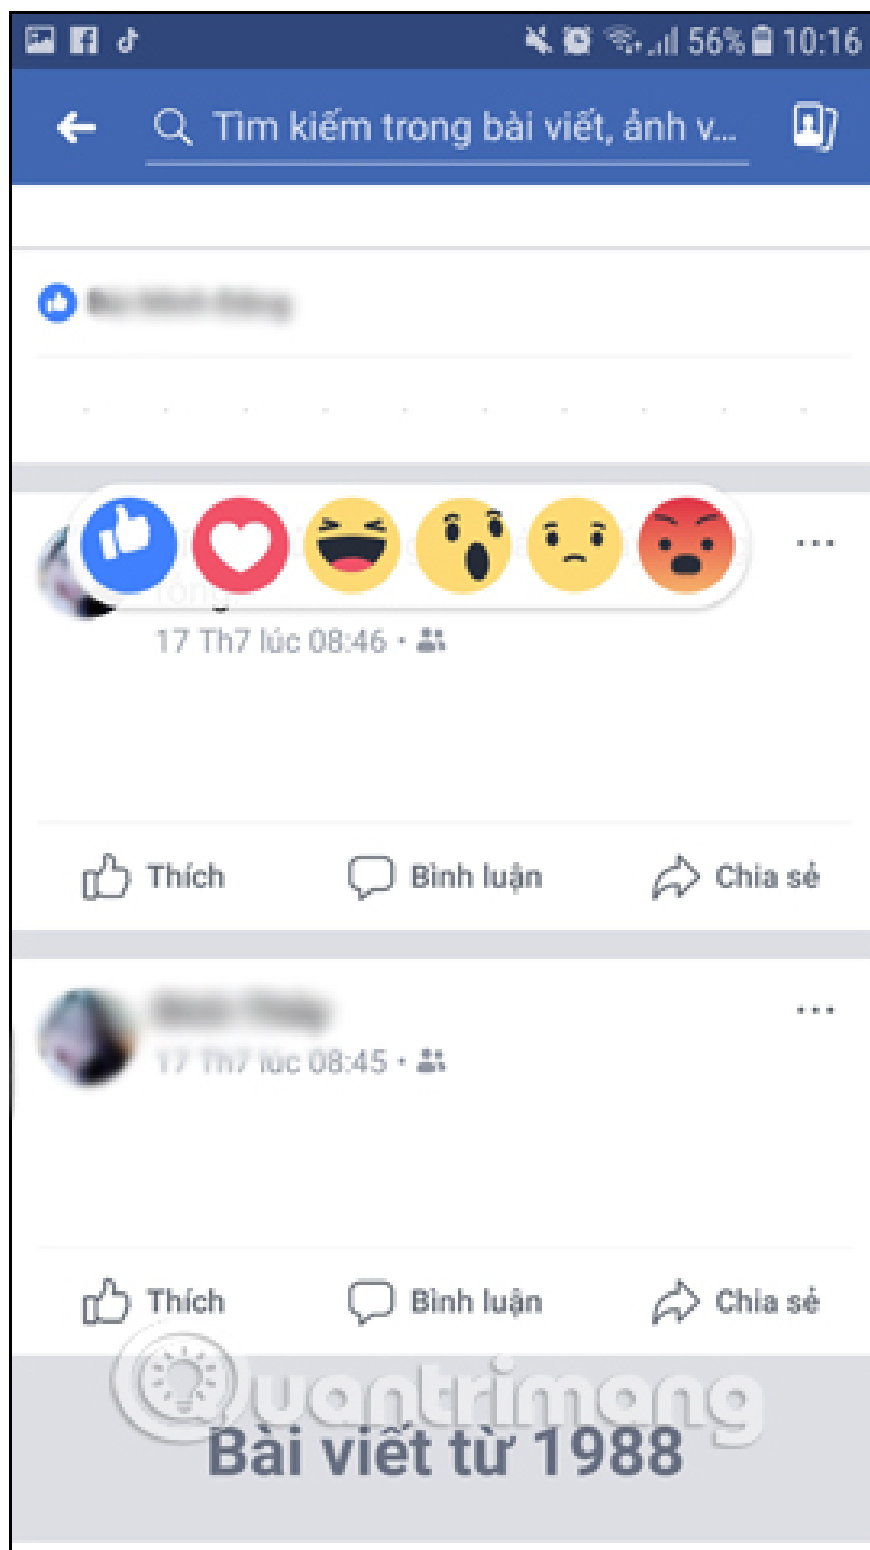 56% 10:16
Tìm kiếm trong bài viết, ảnh v...
17 Th7 lúc 08:46
Thích Bình luận Chia sẻ
17 Th7 lúc 08:45
Thích Bình luận Chia sẻ
Quantrimang
Bài viết từ 1988